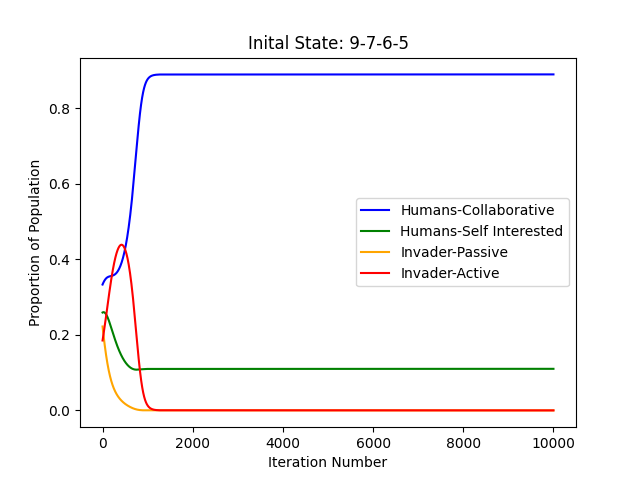 Inital State: 9-7-6-5
Proportion of Population
0.8
0.6
0.4
0.2
0.0
Humans-Collaborative
Humans-Self Interested
Invader-Passive
Invader-Active
0 2000 4000 6000 8000 10000
Iteration Number